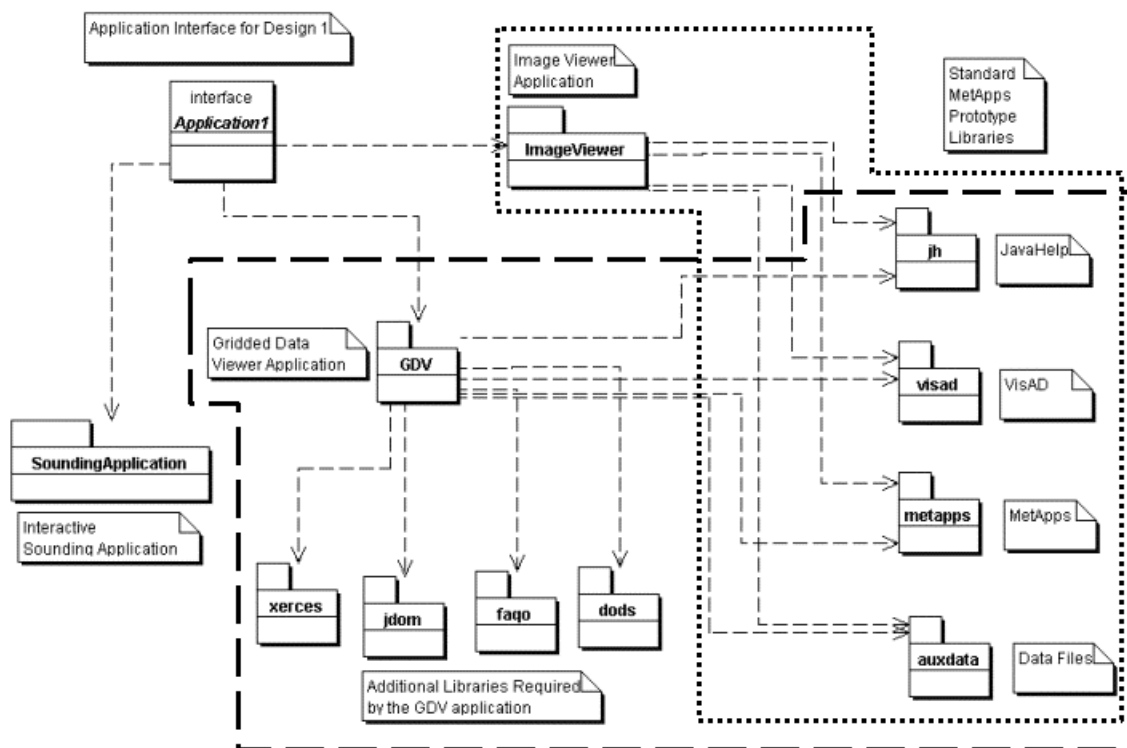 Application Interface for Design 1
Image Viewer
Application
Standard
MetApps
Prototype
Libraries
interface
Application1
ImageViewer
jh
JavaHelp
Gridded Data
Viewer Application
GDV
visad
VisAD
SoundingApplication
Interactive
Sounding Application
metapps
MetApps
xerces
jdom
faqo
dods
auxdata
Data Files
Additional Libraries Required
by the GDV application